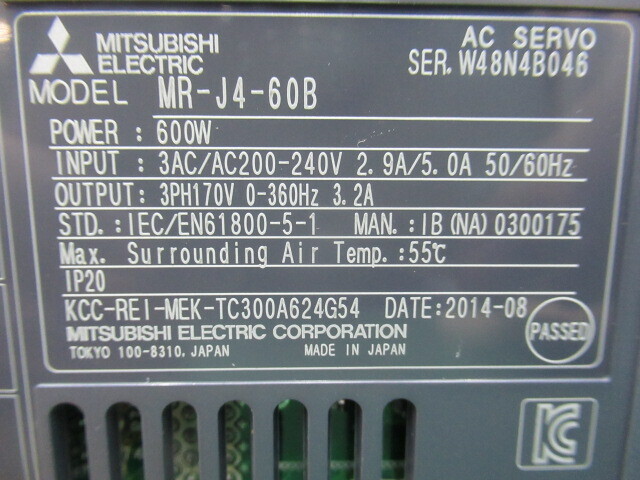 MITSUBISHI ELECTRIC
AC SERVO
SER. W48N4B046
MODEL MR-J4-60B
POWER : 600W
INPUT : 3AC/AC200-240V 2.9A/5.0A 50/60Hz
OUTPUT: 3PH170V 0-360Hz 3.2A
STD.:IEC/EN61800-5-1 MAN.:IB(NA)0300175
Max. Surrounding Air Temp.:55℃
IP20
KCC-REI-MEK-TC300A624G54 DATE:2014-08
MITSUBISHI ELECTRIC CORPORATION
PASSED
TOKYO 100-8310, JAPAN MADE IN JAPAN
KC